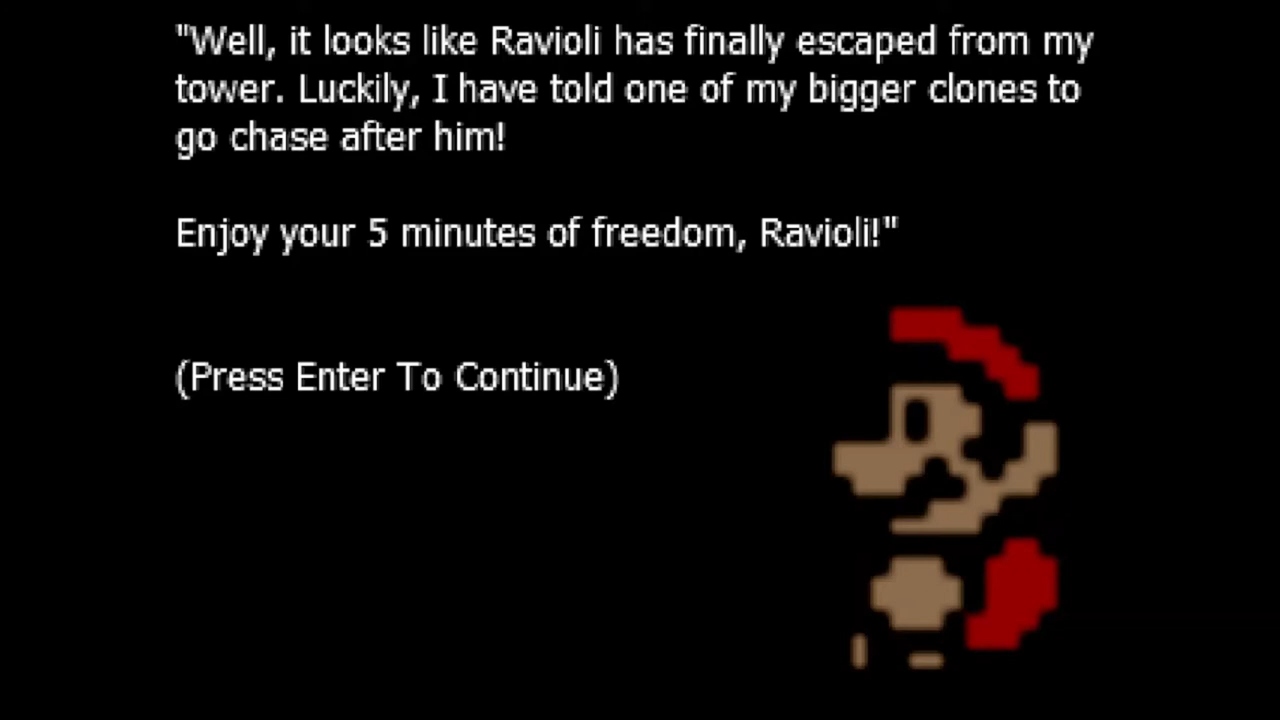 "Well, it looks like Ravioli has finally escaped from my
tower. Luckily, I have told one of my bigger clones to
go chase after him!
Enjoy your 5 minutes of freedom, Ravioli!"
(Press Enter To Continue)